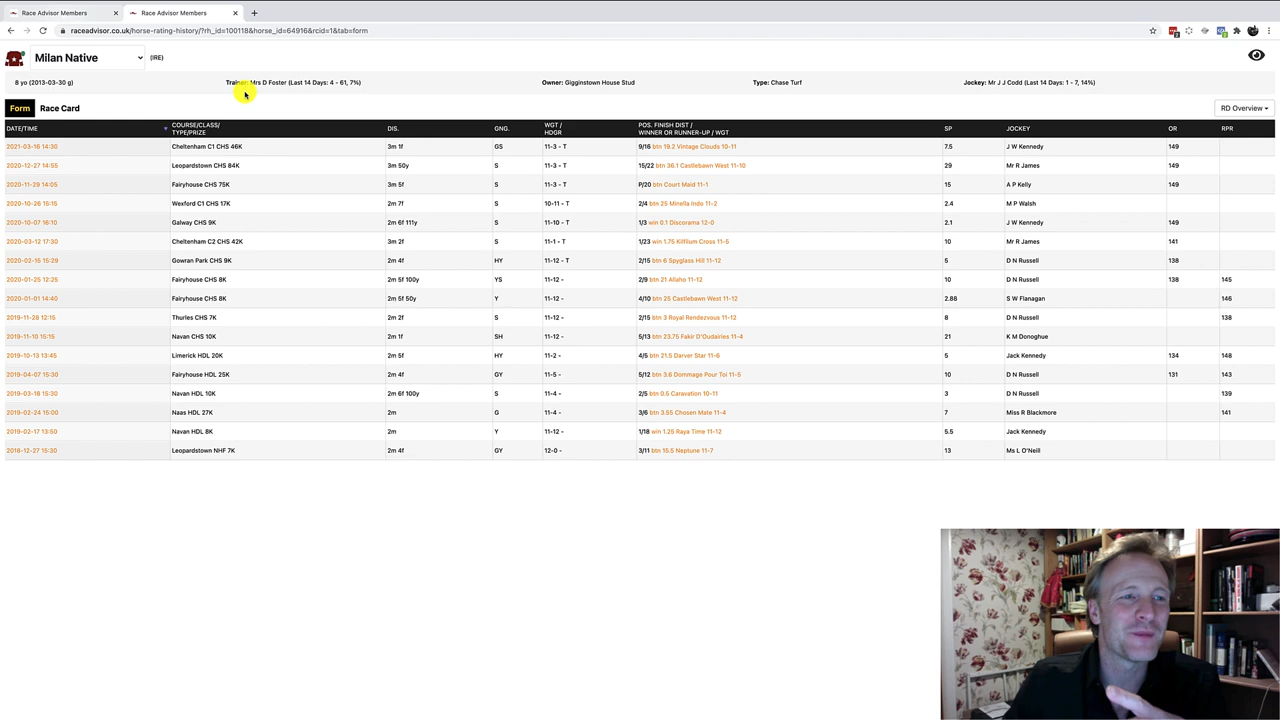 Race Advisor Members × Race Advisor Members × +
raceadvisor.co.uk/horse-rating-history/?rh_id=100118&horse_id=64916&rcid=1&tab=form
Milan Native (IRE)
8 yo (2013-03-30 g) Trainer: Mrs D Foster (Last 14 Days: 4 - 61, 7%) Owner: Gigginstown House Stud Type: Chase Turf Jockey: Mr J J Codd (Last 14 Days: 1 - 7, 14%)
Form Race Card RD Overview
DATE/TIME COURSE/CLASS/ TYPE/PRIZE DIS. GNG. WGT / HDGR POS. FINISH DIST / WINNER OR RUNNER-UP / WGT SP JOCKEY OR RPR
2021-03-16 14:30 Cheltenham C1 CHS 46K 3m 1f GS 11-3 - T 9/16 btn 19.2 Vintage Clouds 10-11 7.5 J W Kennedy 149
2020-12-27 14:55 Leopardstown CHS 84K 3m 50y S 11-3 - T 15/22 btn 36.1 Castlebawn West 11-10 29 Mr R James 149
2020-11-29 14:05 Fairyhouse CHS 75K 3m 5f S 11-3 - T P/20 btn Court Maid 11-1 15 A P Kelly 149
2020-10-26 15:15 Wexford C1 CHS 17K 2m 7f S 10-11 - T 2/4 btn 25 Minella Indo 11-2 2.4 M P Walsh
2020-10-07 16:10 Galway CHS 9K 2m 6f 111y S 11-10 - T 1/3 win 0.1 Discorama 12-0 2.1 J W Kennedy 149
2020-03-12 17:30 Cheltenham C2 CHS 42K 3m 2f S 11-1 - T 1/23 win 1.75 Kilfilum Cross 11-5 10 Mr R James 141
2020-02-15 15:29 Gowran Park CHS 9K 2m 4f HY 11-12 - T 2/15 btn 6 Spyglass Hill 11-12 5 D N Russell 138
2020-01-25 12:25 Fairyhouse CHS 8K 2m 5f 100y YS 11-12 - 2/9 btn 21 Allaho 11-12 10 D N Russell 138 145
2020-01-01 14:40 Fairyhouse CHS 8K 2m 5f 50y Y 11-12 - 4/10 btn 25 Castlebawn West 11-12 2.88 S W Flanagan 146
2019-11-28 12:15 Thurles CHS 7K 2m 2f S 11-12 - 2/15 btn 3 Royal Rendezvous 11-12 8 D N Russell 138
2019-11-10 15:15 Navan CHS 10K 2m 1f SH 11-12 - 5/13 btn 23.75 Fakir D'Oudairies 11-4 21 K M Donoghue
2019-10-13 13:45 Limerick HDL 20K 2m 5f HY 11-2 - 4/5 btn 21.5 Darver Star 11-6 5 Jack Kennedy 134 148
2019-04-07 15:30 Fairyhouse HDL 25K 2m 4f GY 11-5 - 5/12 btn 3.6 Dommage Pour Toi 11-5 10 D N Russell 131 143
2019-03-18 15:30 Navan HDL 10K 2m 6f 100y S 11-4 - 2/5 btn 0.5 Caravation 10-11 3 D N Russell 139
2019-02-24 15:00 Naas HDL 27K 2m G 11-4 - 3/6 btn 3.55 Chosen Mate 11-4 7 Miss R Blackmore 141
2019-02-17 13:50 Navan HDL 8K 2m Y 11-12 - 1/18 win 1.25 Raya Time 11-12 5.5 Jack Kennedy
2018-12-27 15:30 Leopardstown NHF 7K 2m 4f GY 12-0 - 3/11 btn 15.5 Neptune 11-7 13 Ms L O'Neill